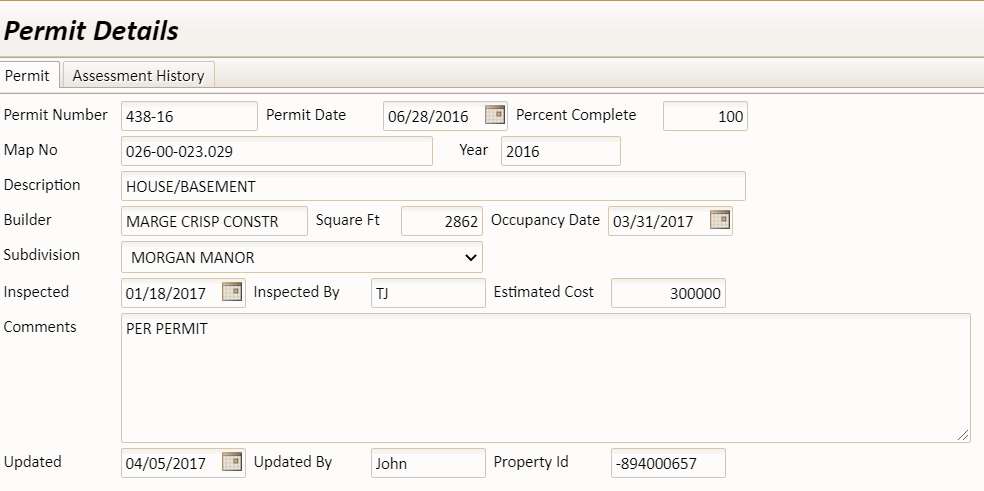 Permit Details
Permit Assessment History
Permit Number 438-16 Permit Date 06/28/2016 Percent Complete 100
Map No 026-00-023.029 Year 2016
Description HOUSE/BASEMENT
Builder MARGE CRISP CONSTR Square Ft 2862 Occupancy Date 03/31/2017
Subdivision MORGAN MANOR
Inspected 01/18/2017 Inspected By TJ Estimated Cost 300000
Comments PER PERMIT
Updated 04/05/2017 Updated By John Property Id -894000657